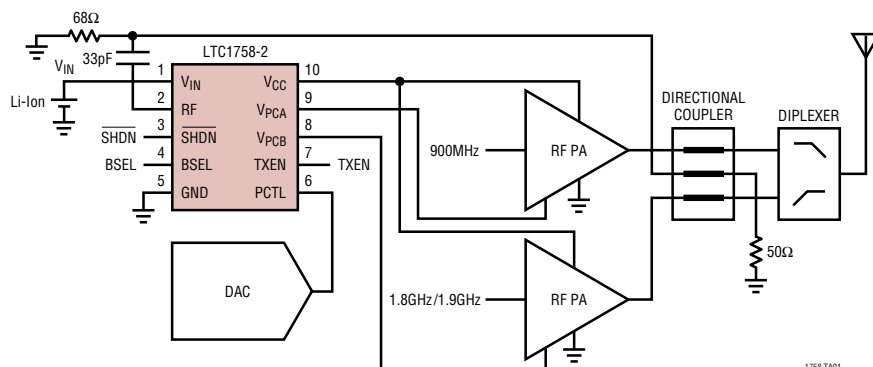 68Ω
33pF
LTC1758-2
VIN
Li-Ion
1
VIN
2
RF
3
SHDN
SHDN
4
BSEL
BSEL
5
GND
10
VCC
9
VPCA
8
VPCB
7
TXEN
TXEN
6
PCTL
DAC
900MHz
RF PA
1.8GHz/1.9GHz
RF PA
DIRECTIONAL
COUPLER
DIPLEXER
50Ω
1758 TA01